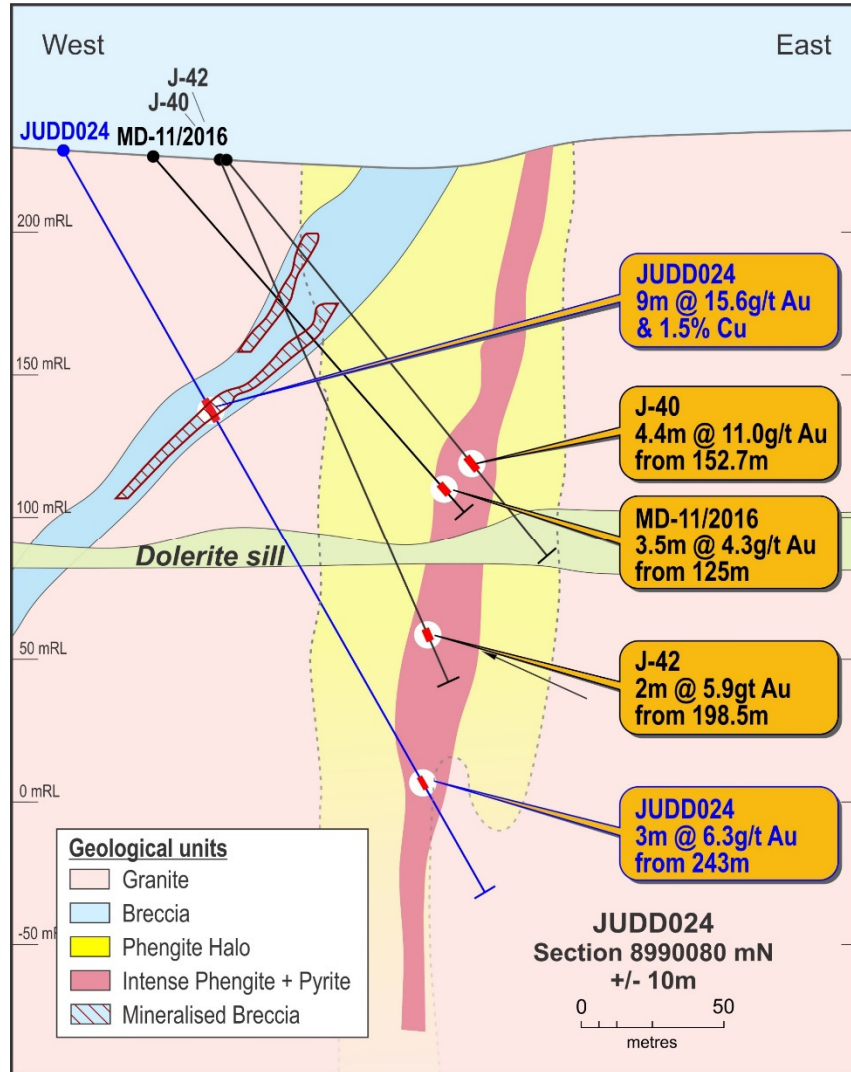 West
East
J-42
J-40
JUDD024
MD-11/2016
200 mRL
150 mRL
100 mRL
50 mRL
0 mRL
-50 mR
Dolerite sill
JUDD024
9m @ 15.6g/t Au
& 1.5% Cu
J-40
4.4m @ 11.0g/t Au
from 152.7m
MD-11/2016
3.5m @ 4.3g/t Au
from 125m
J-42
2m @ 5.9gt Au
from 198.5m
JUDD024
3m @ 6.3g/t Au
from 243m
Geological units
Granite
Breccia
Phengite Halo
Intense Phengite + Pyrite
Mineralised Breccia
JUDD024
Section 8990080 mN
+/- 10m
0 50
metres